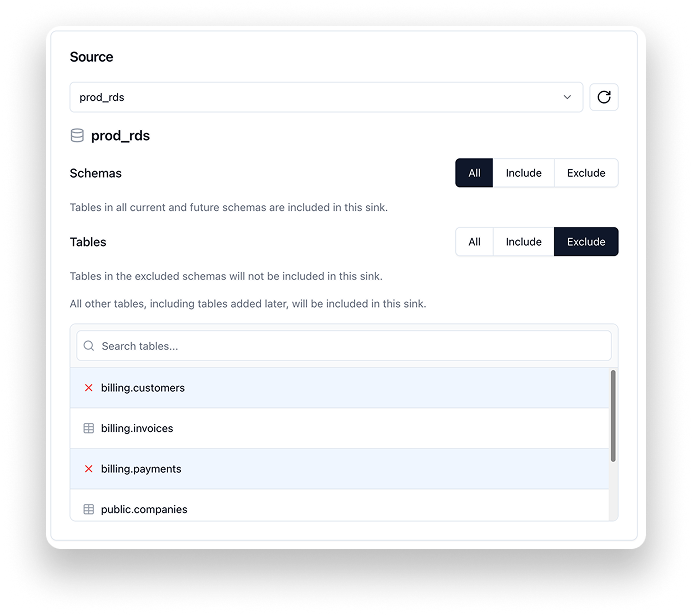 Source
prod_rds
prod_rds
Schemas
All Include Exclude
Tables in all current and future schemas are included in this sink.
Tables
All Include Exclude
Tables in the excluded schemas will not be included in this sink.
All other tables, including tables added later, will be included in this sink.
Search tables...
billing.customers
billing.invoices
billing.payments
public.companies